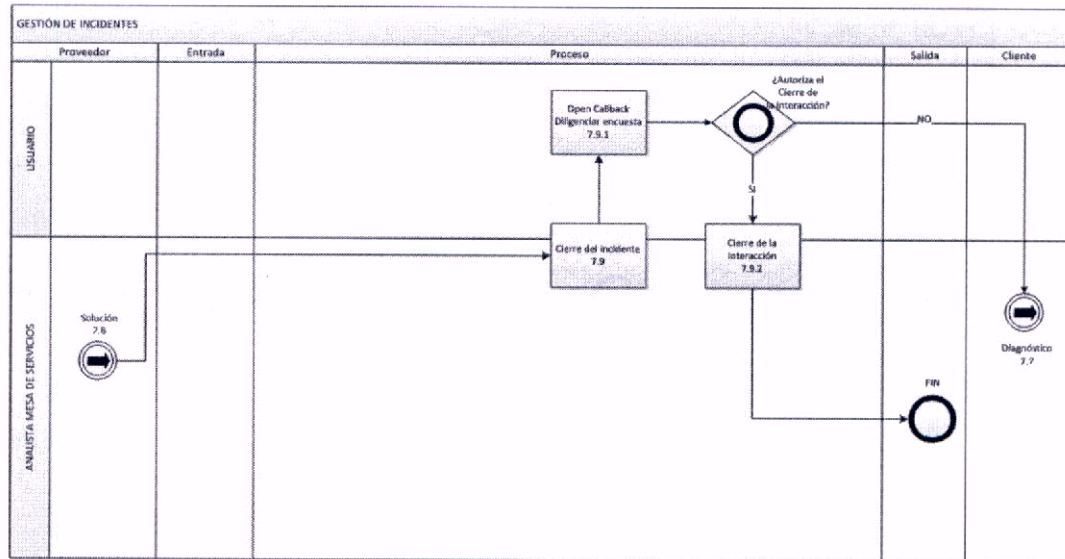 GESTIÓN DE INCIDENTES
Proveedor
Entrada
Proceso
Salida
Cliente
USUARIO
Open Callback
Diligenciar encuesta
7.9.1
¿Autoriza el
Cierre de
la interacción?
NO
SI
ANALISTA MESA DE SERVICIOS
Cierre del incidente
7.9
Cierre de la
interacción
7.9.2
Solución
7.8
Diagnóstico
7.7
FIN